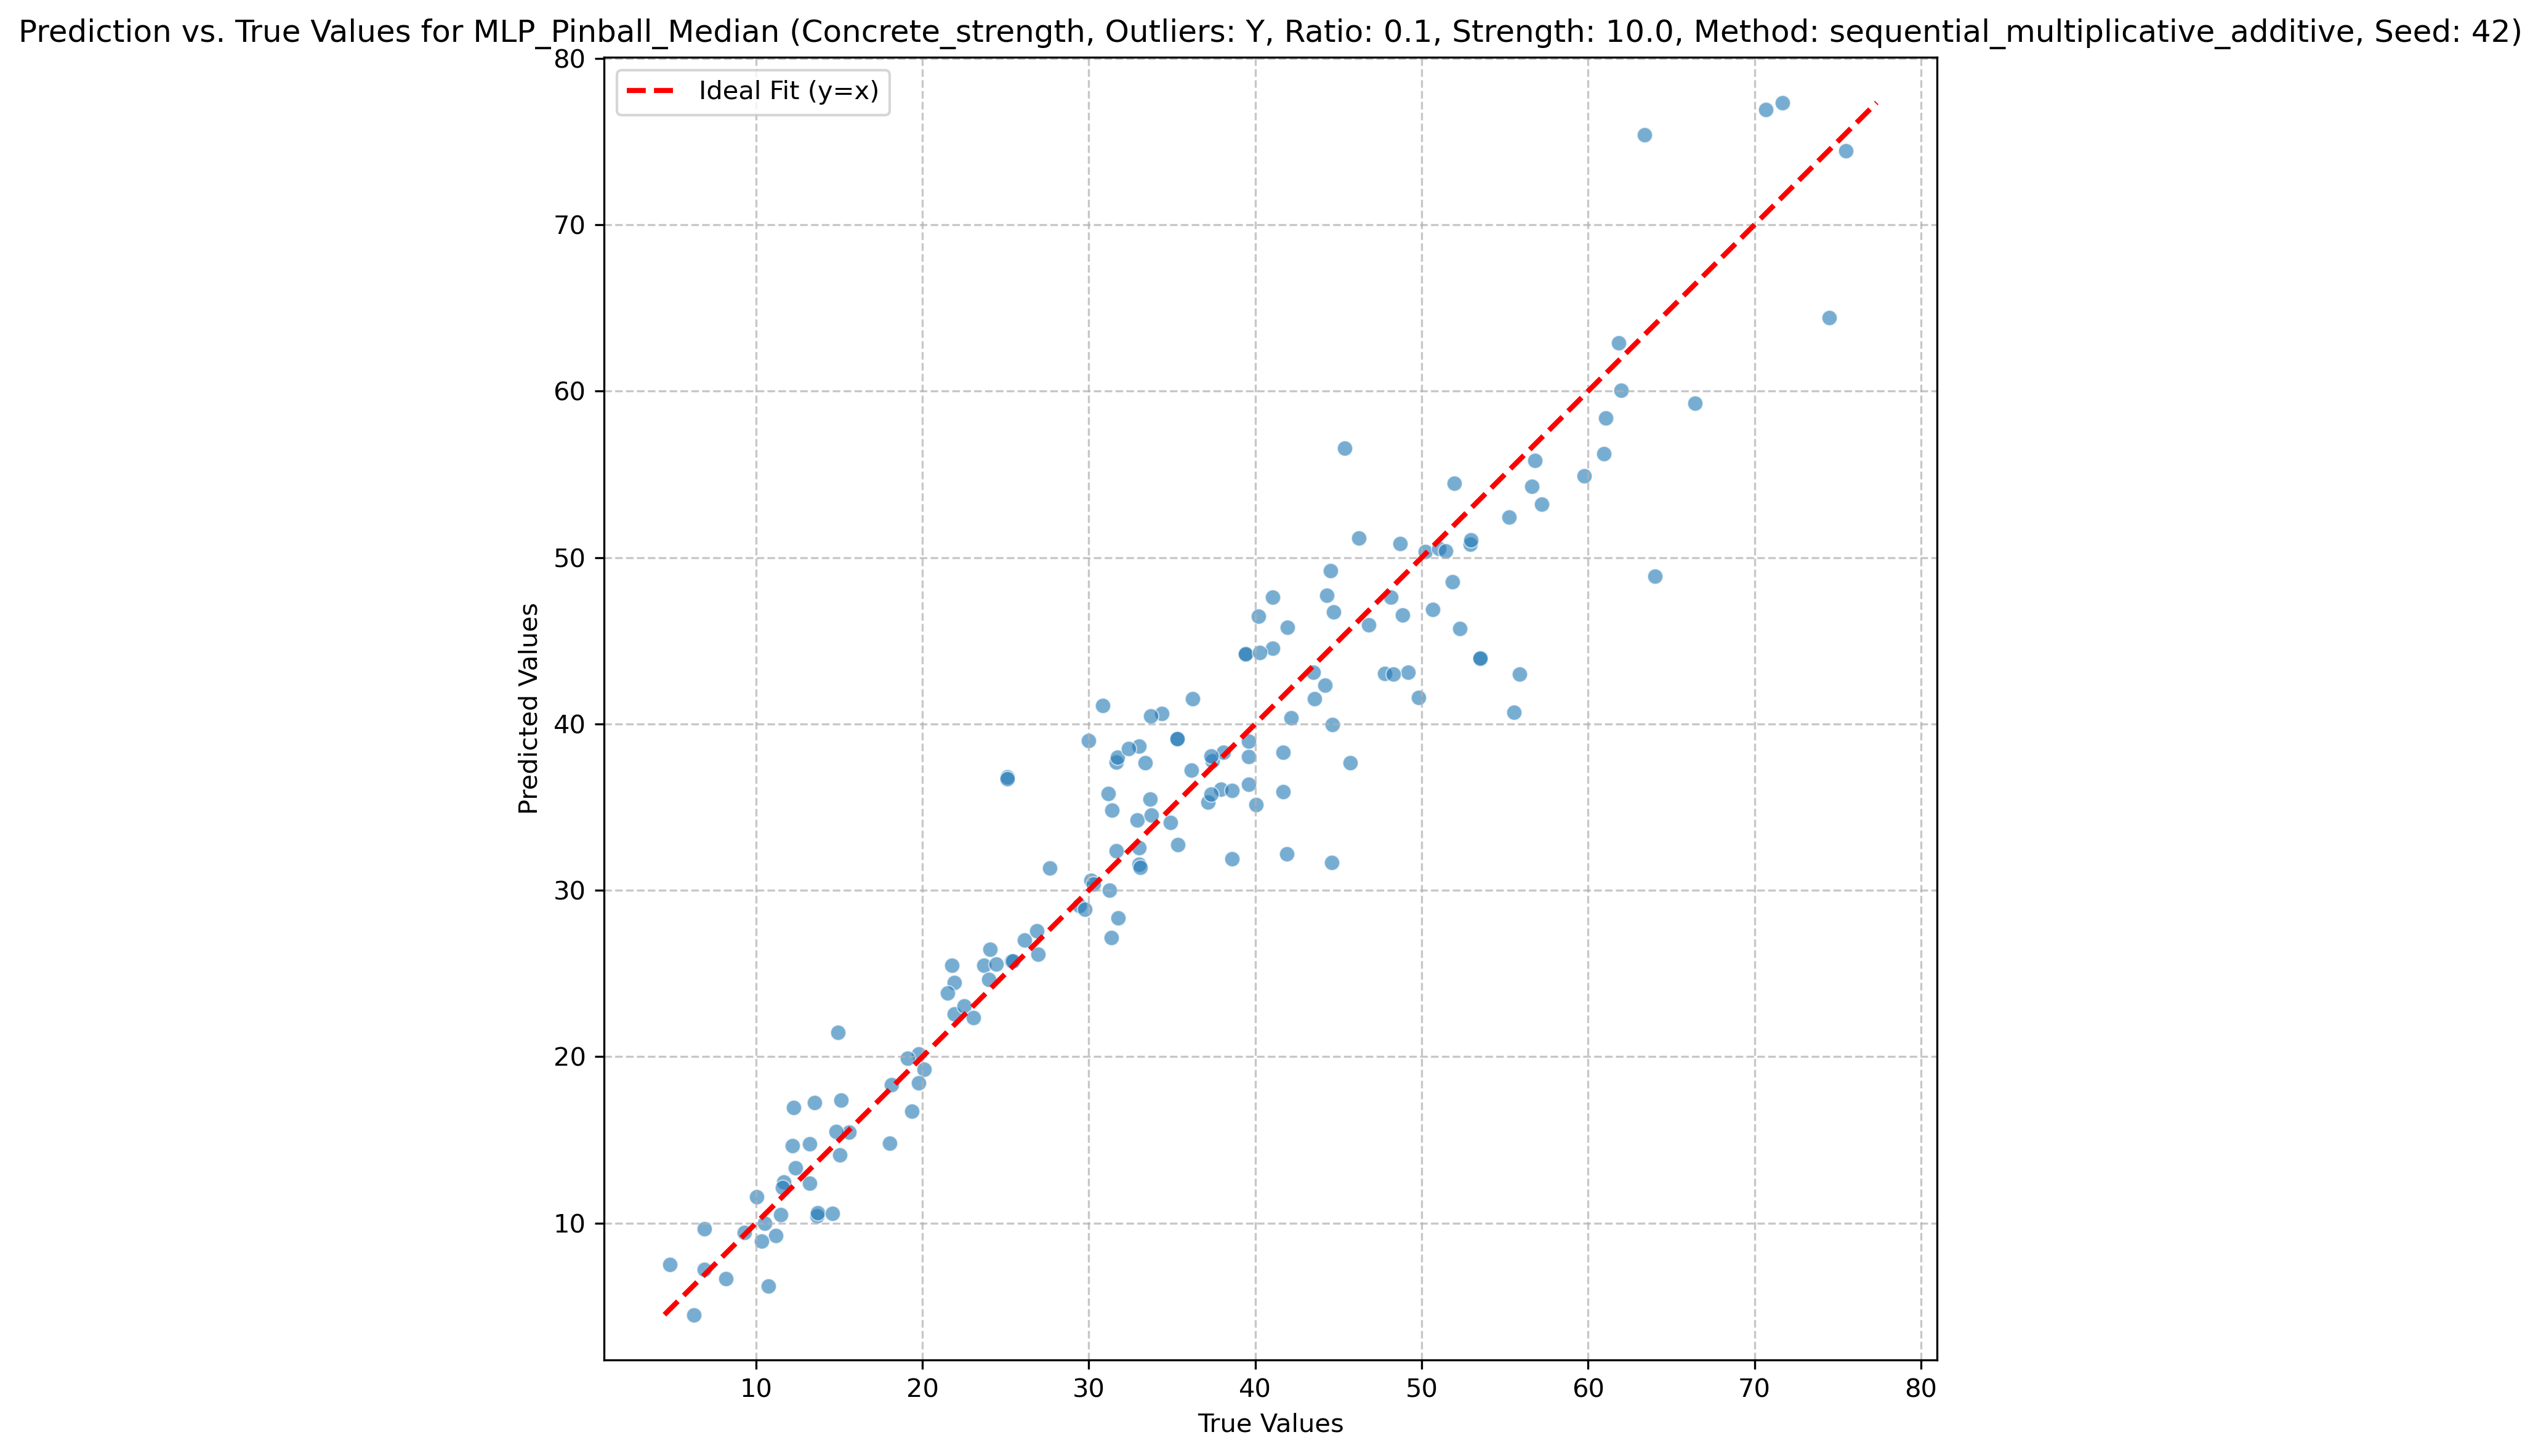 Prediction vs. True Values for MLP_Pinball_Median (Concrete_strength, Outliers: Y, Ratio: 0.1, Strength: 10.0, Method: sequential_multiplicative_additive, Seed: 42)
Ideal Fit (y=x)
80
70
60
50
40
30
20
10
Predicted Values
10 20 30 40 50 60 70 80
True Values